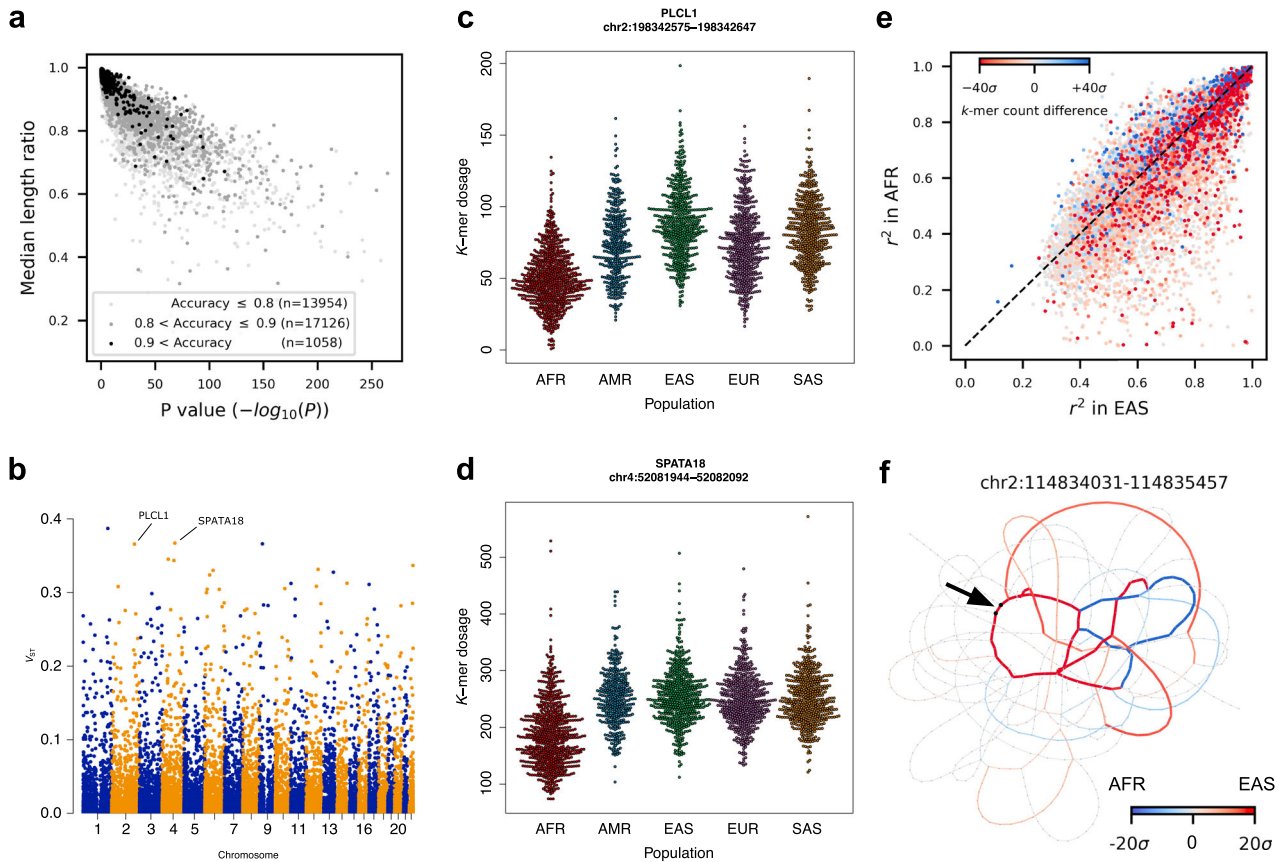 a
1.0
0.8
0.6
0.4
0.2
Median length ratio
Accuracy ≤ 0.8 (n=13954)
0.8 < Accuracy ≤ 0.9 (n=17126)
0.9 < Accuracy (n=1058)
0 50 100 150 200 250
P value (−log10(P))
b
PLCL1
SPATA18
0.4
0.3
0.2
0.1
0.0
VST
1 2 3 4 5 7 9 11 13 16 20
Chromosome
c
PLCL1
chr2:198342575−198342647
200
150
100
50
0
K−mer dosage
AFR AMR EAS EUR SAS
Population
d
SPATA18
chr4:52081944−52082092
500
400
300
200
100
K−mer dosage
AFR AMR EAS EUR SAS
Population
e
−40σ 0 +40σ
k-mer count difference
1.0
0.8
0.6
0.4
0.2
0.0
r² in AFR
0.0 0.2 0.4 0.6 0.8 1.0
r² in EAS
f
chr2:114834031-114835457
AFR EAS
-20σ 0 20σ